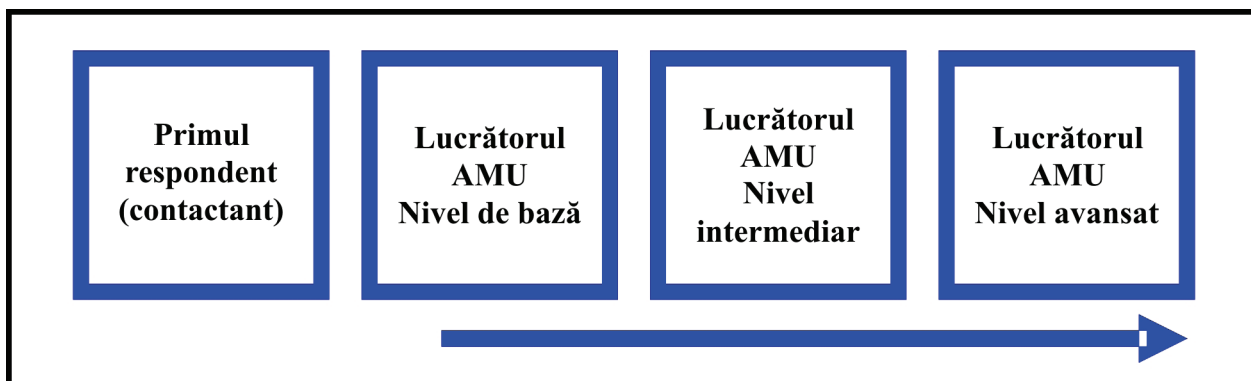 Primul
respondent
(contactant)
Lucrătorul
AMU
Nivel de bază
Lucrătorul
AMU
Nivel
intermediar
Lucrătorul
AMU
Nivel avansat